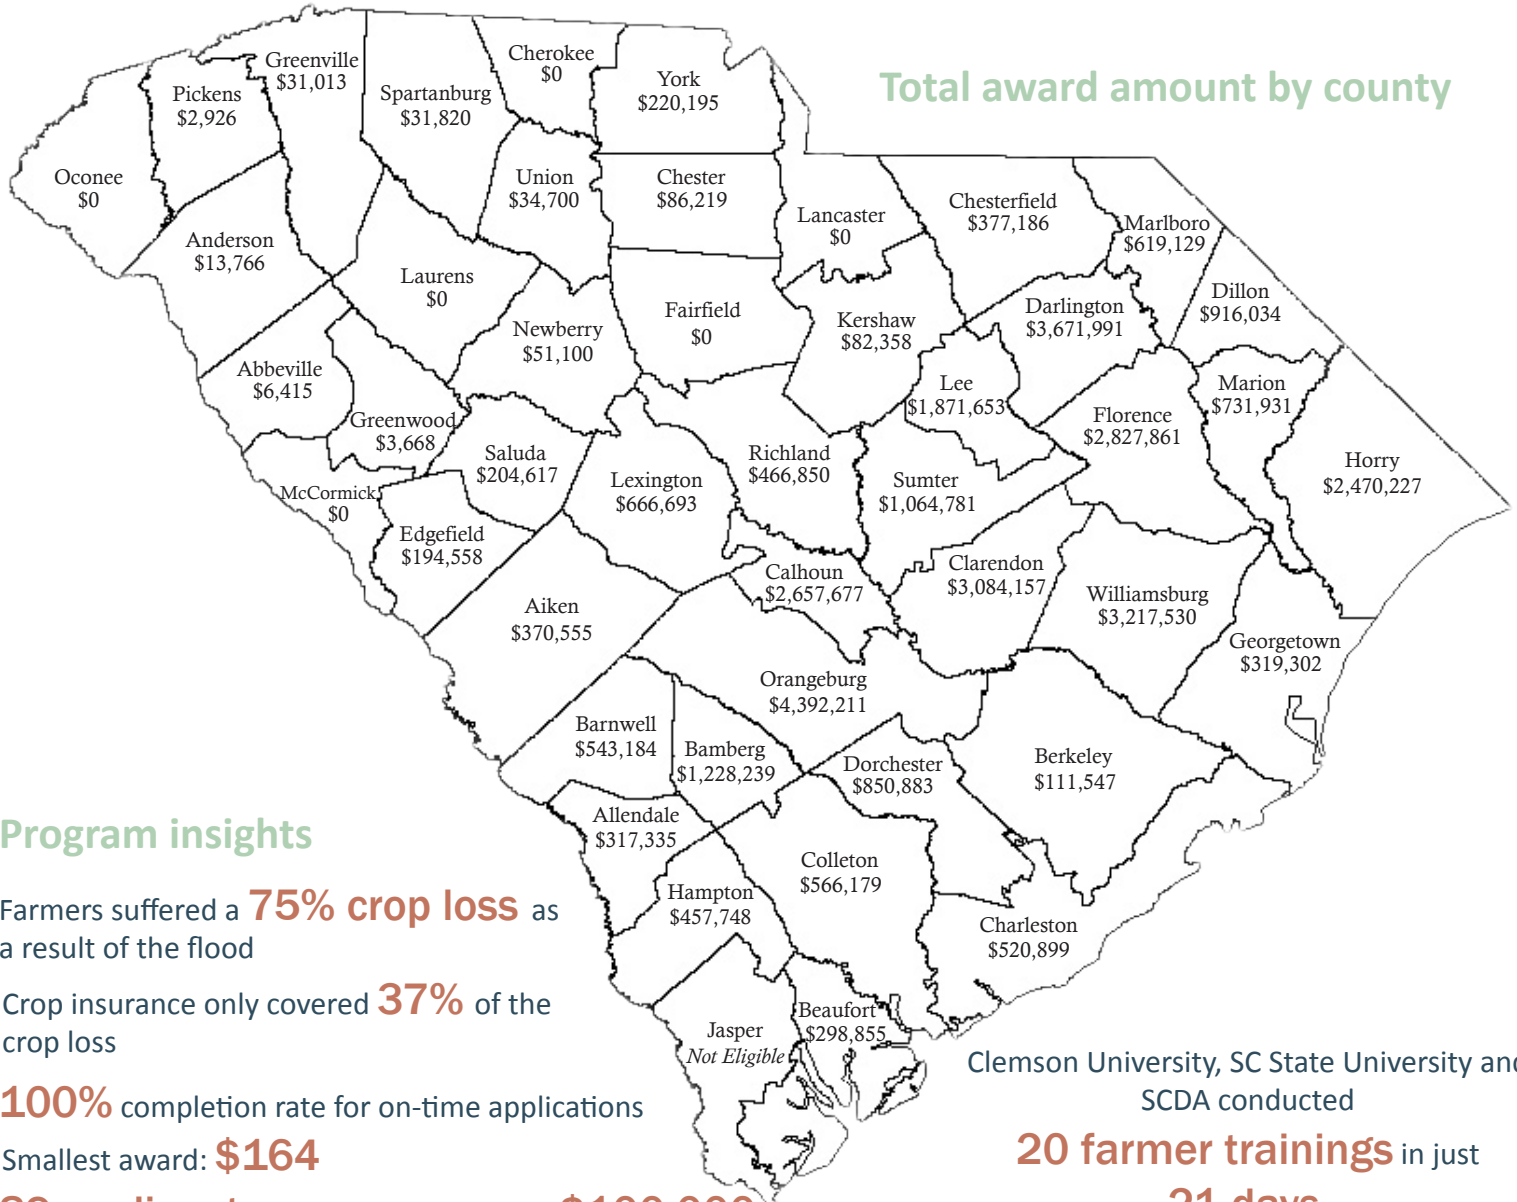 Total award amount by county
Greenville
$31,013
Cherokee
$0
York
$220,195
Pickens
$2,926
Spartanburg
$31,820
Oconee
$0
Union
$34,700
Chester
$86,219
Lancaster
$0
Chesterfield
$377,186
Marlboro
$619,129
Anderson
$13,766
Laurens
$0
Fairfield
$0
Newberry
$51,100
Kershaw
$82,358
Darlington
$3,671,991
Dillon
$916,034
Abbeville
$6,415
Lee
$1,871,653
Marion
$731,931
Greenwood
$3,668
Florence
$2,827,861
Saluda
$204,617
Richland
$466,850
Lexington
$666,693
Sumter
$1,064,781
Horry
$2,470,227
McCormick
$0
Edgefield
$194,558
Calhoun
$2,657,677
Clarendon
$3,084,157
Williamsburg
$3,217,530
Aiken
$370,555
Georgetown
$319,302
Orangeburg
$4,392,211
Barnwell
$543,184
Bamberg
$1,228,239
Dorchester
$850,883
Berkeley
$111,547
Allendale
$317,335
Colleton
$566,179
Hampton
$457,748
Charleston
$520,899
Jasper
Not Eligible
Beaufort
$298,855
Program insights
Farmers suffered a 75% crop loss as
a result of the flood
Crop insurance only covered 37% of the
crop loss
100% completion rate for on-time applications
Smallest award: $164
$100,000
Clemson University, SC State University and
SCDA conducted
20 farmer trainings in just
21 days